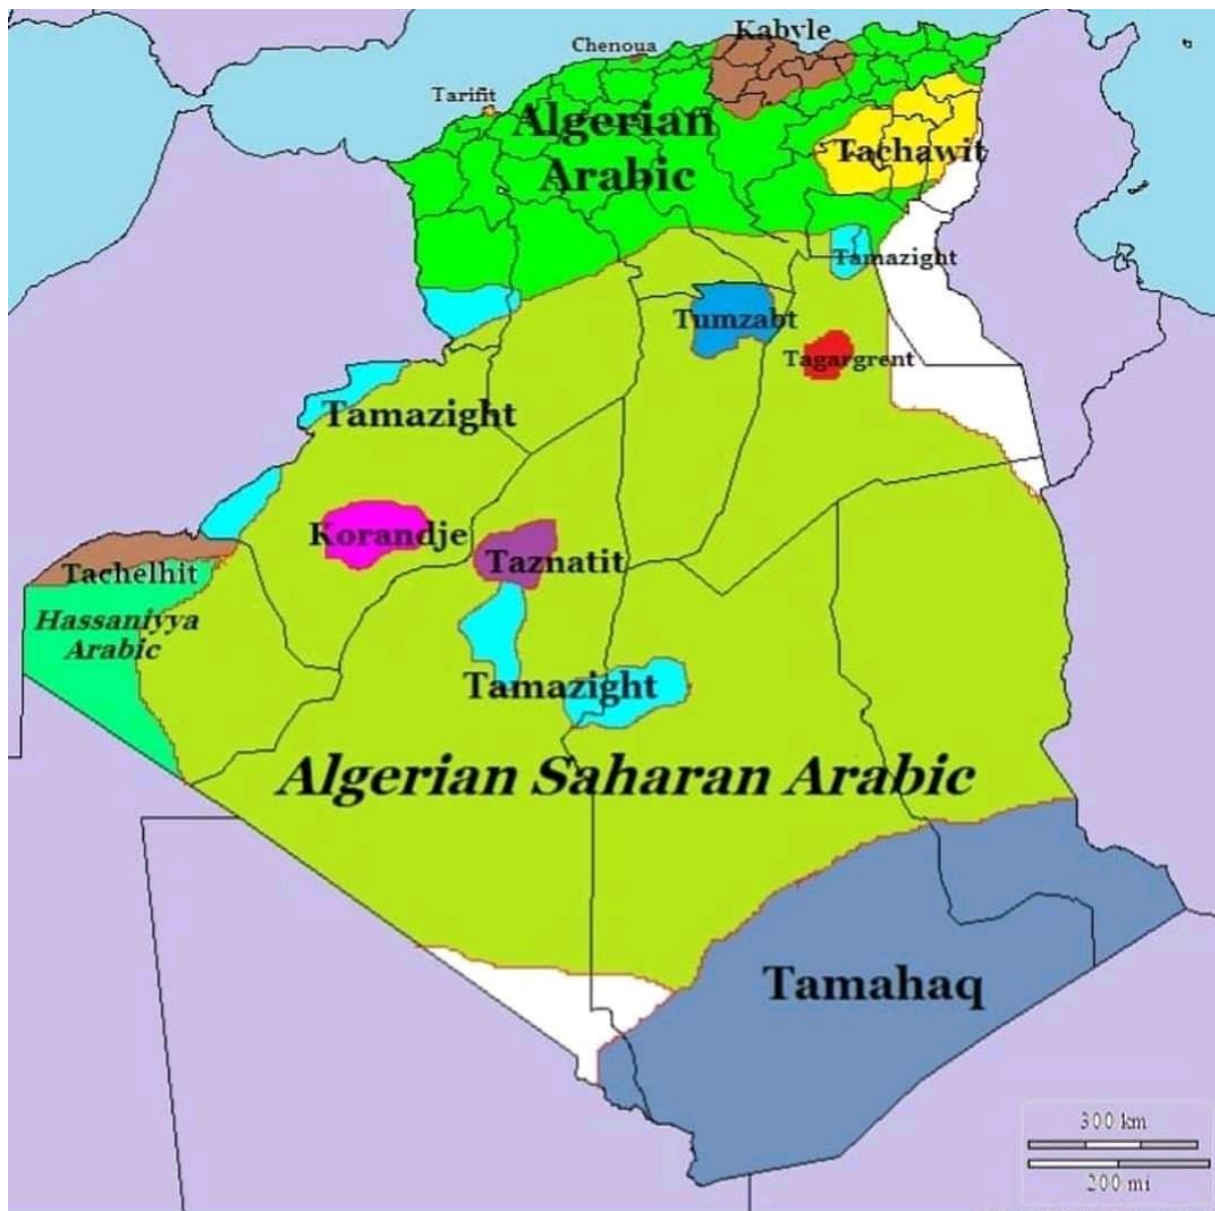 Kabyle
Chenoua
Tarifit
Algerian
Arabic
Tachawit
Tamazight
Tumzabt
Tagargrent
Tamazight
Korandje
Taznatit
Tachelhit
Hassaniyya
Arabic
Tamazight
Algerian Saharan Arabic
Tamahaq
300 km
200 mi